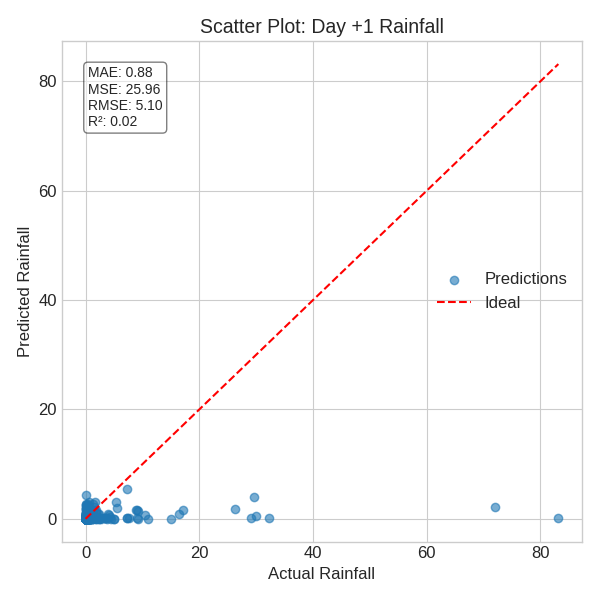 Scatter Plot: Day +1 Rainfall
MAE: 0.88
MSE: 25.96
RMSE: 5.10
R²: 0.02
Predictions
Ideal
80
60
40
20
0
Predicted Rainfall
0 20 40 60 80
Actual Rainfall